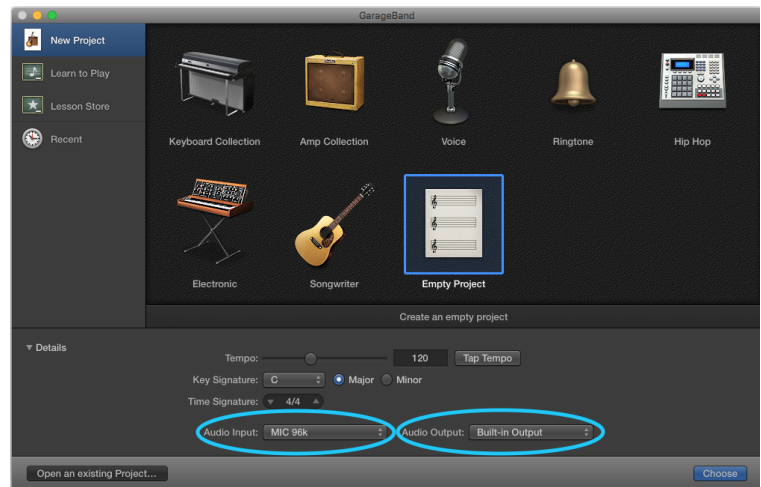 GarageBand
New Project
Learn to Play
Lesson Store
Recent
Keyboard Collection
Amp Collection
Voice
Ringtone
Hip Hop
Electronic
Songwriter
Empty Project
Create an empty project
Details
Tempo: 120 Tap Tempo
Key Signature: C Major Minor
Time Signature: 4/4
Audio Input: MIC 96k Audio Output: Built-in Output
Open an existing Project... Choose